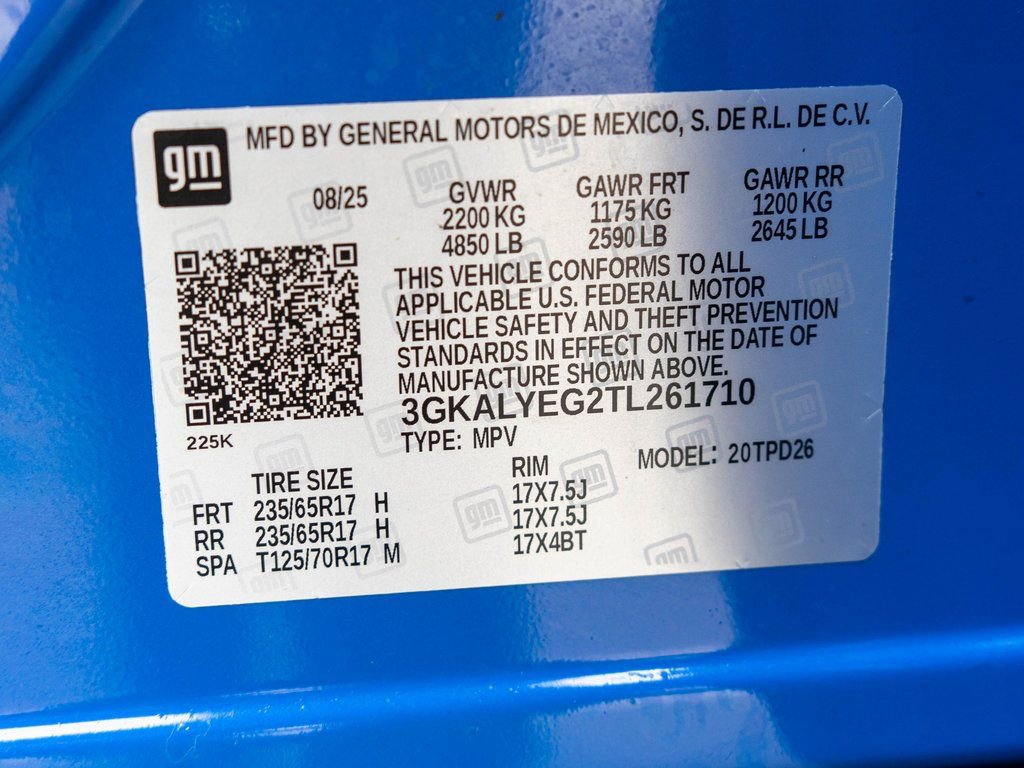 gm
MFD BY GENERAL MOTORS DE MEXICO, S. DE R.L. DE C.V.
08/25
GVWR GAWR FRT GAWR RR
2200 KG 1175 KG 1200 KG
4850 LB 2590 LB 2645 LB
THIS VEHICLE CONFORMS TO ALL
APPLICABLE U.S. FEDERAL MOTOR
VEHICLE SAFETY AND THEFT PREVENTION
STANDARDS IN EFFECT ON THE DATE OF
MANUFACTURE SHOWN ABOVE.
3GKALYEG2TL261710
225K
TYPE: MPV
MODEL: 20TPD26
TIRE SIZE RIM
FRT 235/65R17 H 17X7.5J
RR 235/65R17 H 17X7.5J
SPA T125/70R17 M 17X4BT